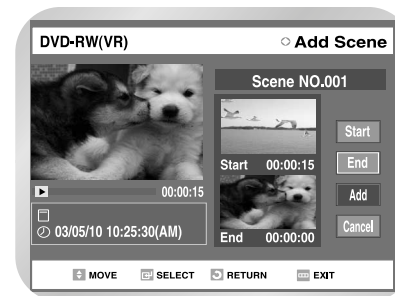 DVD-RW(VR)
Add Scene
Scene NO.001
Start 00:00:15
00:00:15
03/05/10 10:25:30(AM)
End 00:00:00
Start
End
Add
Cancel
MOVE SELECT RETURN EXIT